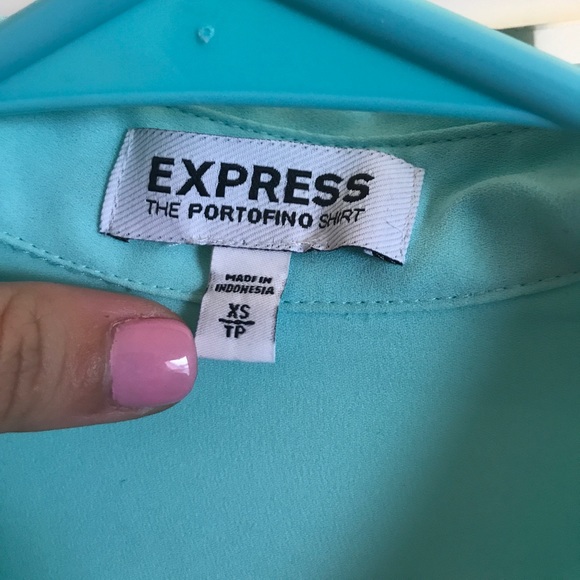 EXPRESS
THE PORTOFINO SHIRT
MADE IN
INDONESIA
XS
TP